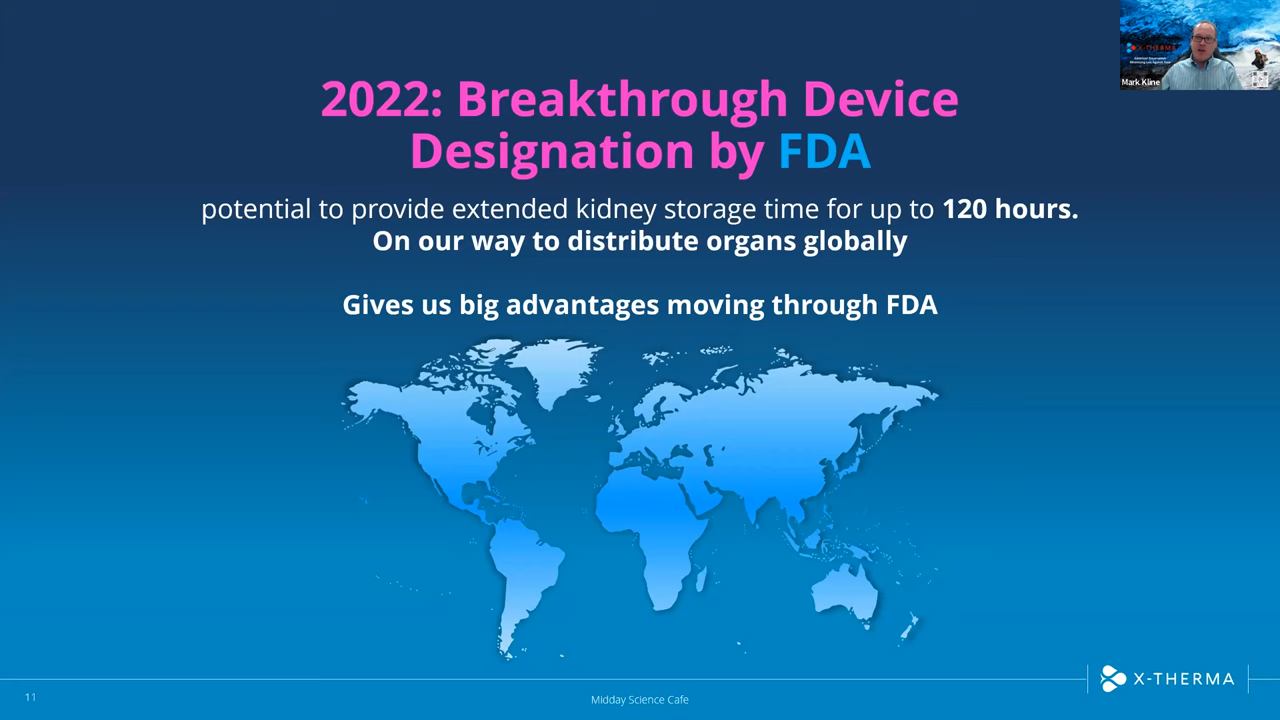 2022: Breakthrough Device
Designation by FDA
potential to provide extended kidney storage time for up to 120 hours.
On our way to distribute organs globally
Gives us big advantages moving through FDA
X-THERMA
Mark Kline
11
Midday Science Cafe
X-THERMA